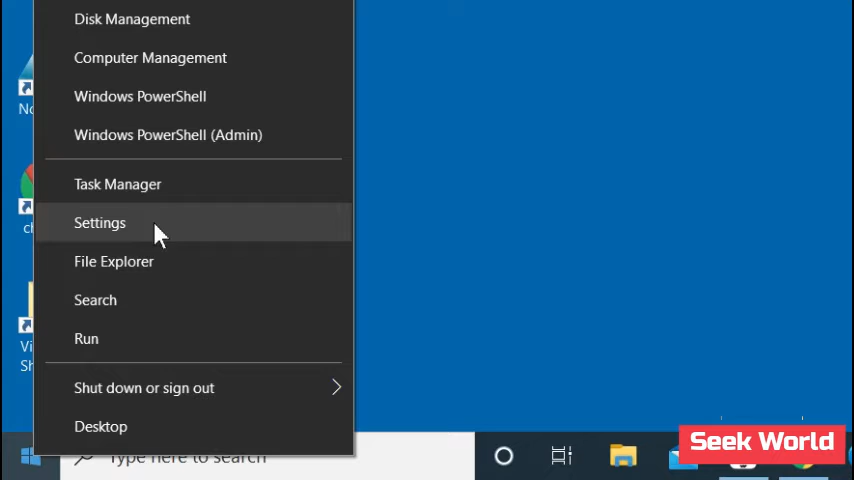 Disk Management
Computer Management
Windows PowerShell
Windows PowerShell (Admin)
Task Manager
Settings
File Explorer
Search
Run
Shut down or sign out
Desktop
Type here to search
Seek World